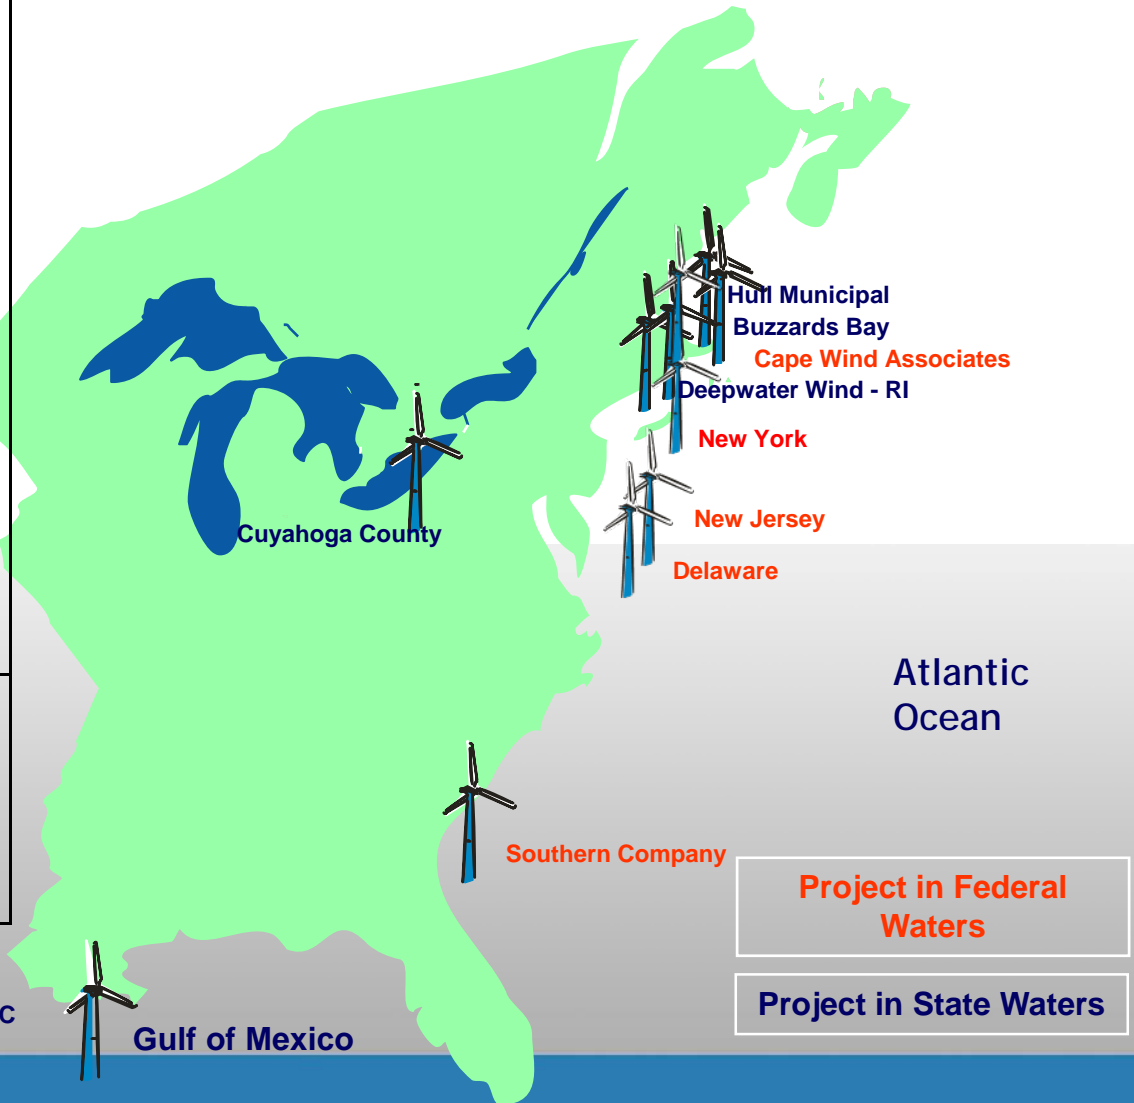 Hull Municipal
Buzzards Bay
Cape Wind Associates
Deepwater Wind - RI
New York
New Jersey
Delaware
Cuyahoga County
Atlantic
Ocean
Southern Company
Project in Federal
Waters
Project in State Waters
C
Gulf of Mexico